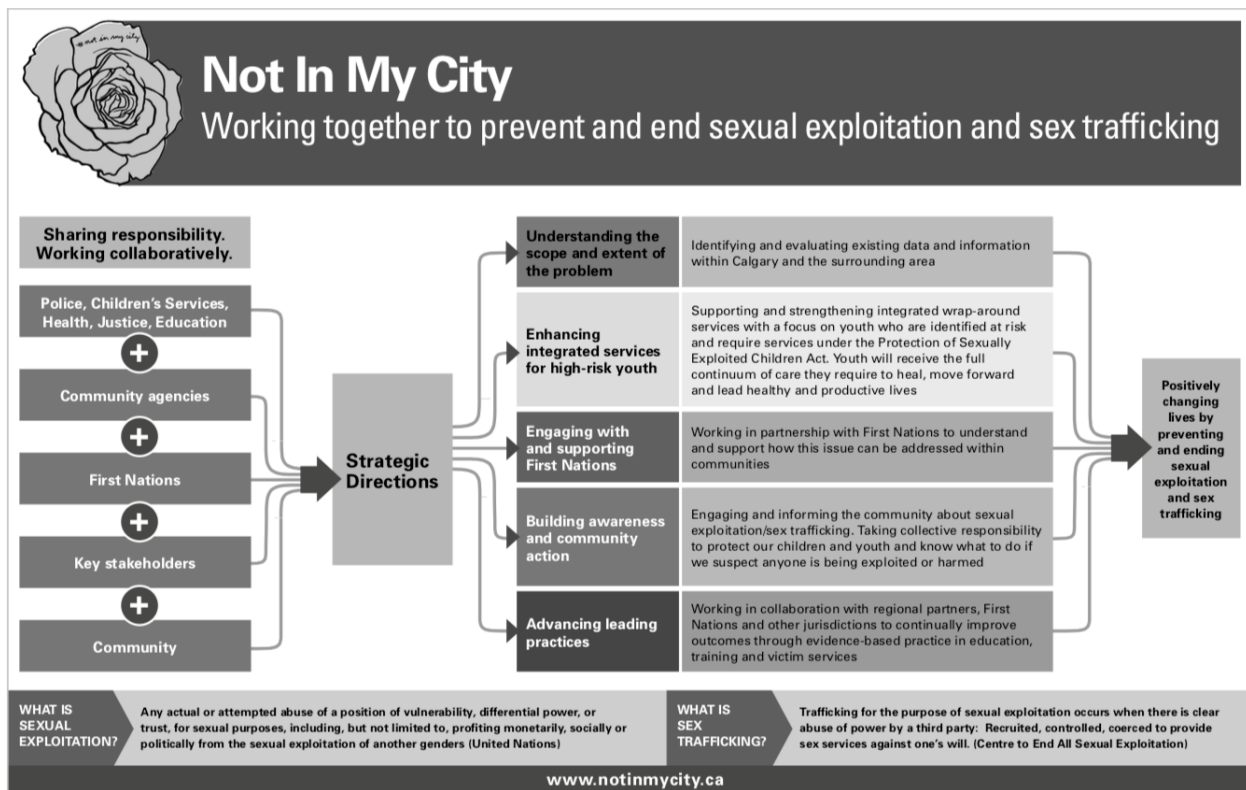 #not in my city
Not In My City
Working together to prevent and end sexual exploitation and sex trafficking
Sharing responsibility.
Working collaboratively.
Police, Children's Services,
Health, Justice, Education
+
Community agencies
+
First Nations
+
Key stakeholders
+
Community
Strategic
Directions
Understanding the
scope and extent of
the problem
Identifying and evaluating existing data and information
within Calgary and the surrounding area
Enhancing
integrated services
for high-risk youth
Supporting and strengthening integrated wrap-around
services with a focus on youth who are identified at risk
and require services under the Protection of Sexually
Exploited Children Act. Youth will receive the full
continuum of care they require to heal, move forward
and lead healthy and productive lives
Engaging with
and supporting
First Nations
Working in partnership with First Nations to understand
and support how this issue can be addressed within
communities
Building awareness
and community
action
Engaging and informing the community about sexual
exploitation/sex trafficking. Taking collective responsibility
to protect our children and youth and know what to do if
we suspect anyone is being exploited or harmed
Advancing leading
practices
Working in collaboration with regional partners, First
Nations and other jurisdictions to continually improve
outcomes through evidence-based practice in education,
training and victim services
Positively
changing
lives by
preventing
and ending
sexual
exploitation
and sex
trafficking
WHAT IS
SEXUAL
EXPLOITATION?
Any actual or attempted abuse of a position of vulnerability, differential power, or
trust, for sexual purposes, including, but not limited to, profiting monetarily, socially or
politically from the sexual exploitation of another genders (United Nations)
WHAT IS
SEX
TRAFFICKING?
Trafficking for the purpose of sexual exploitation occurs when there is clear
abuse of power by a third party: Recruited, controlled, coerced to provide
sex services against one's will. (Centre to End All Sexual Exploitation)
www.notinmycity.ca